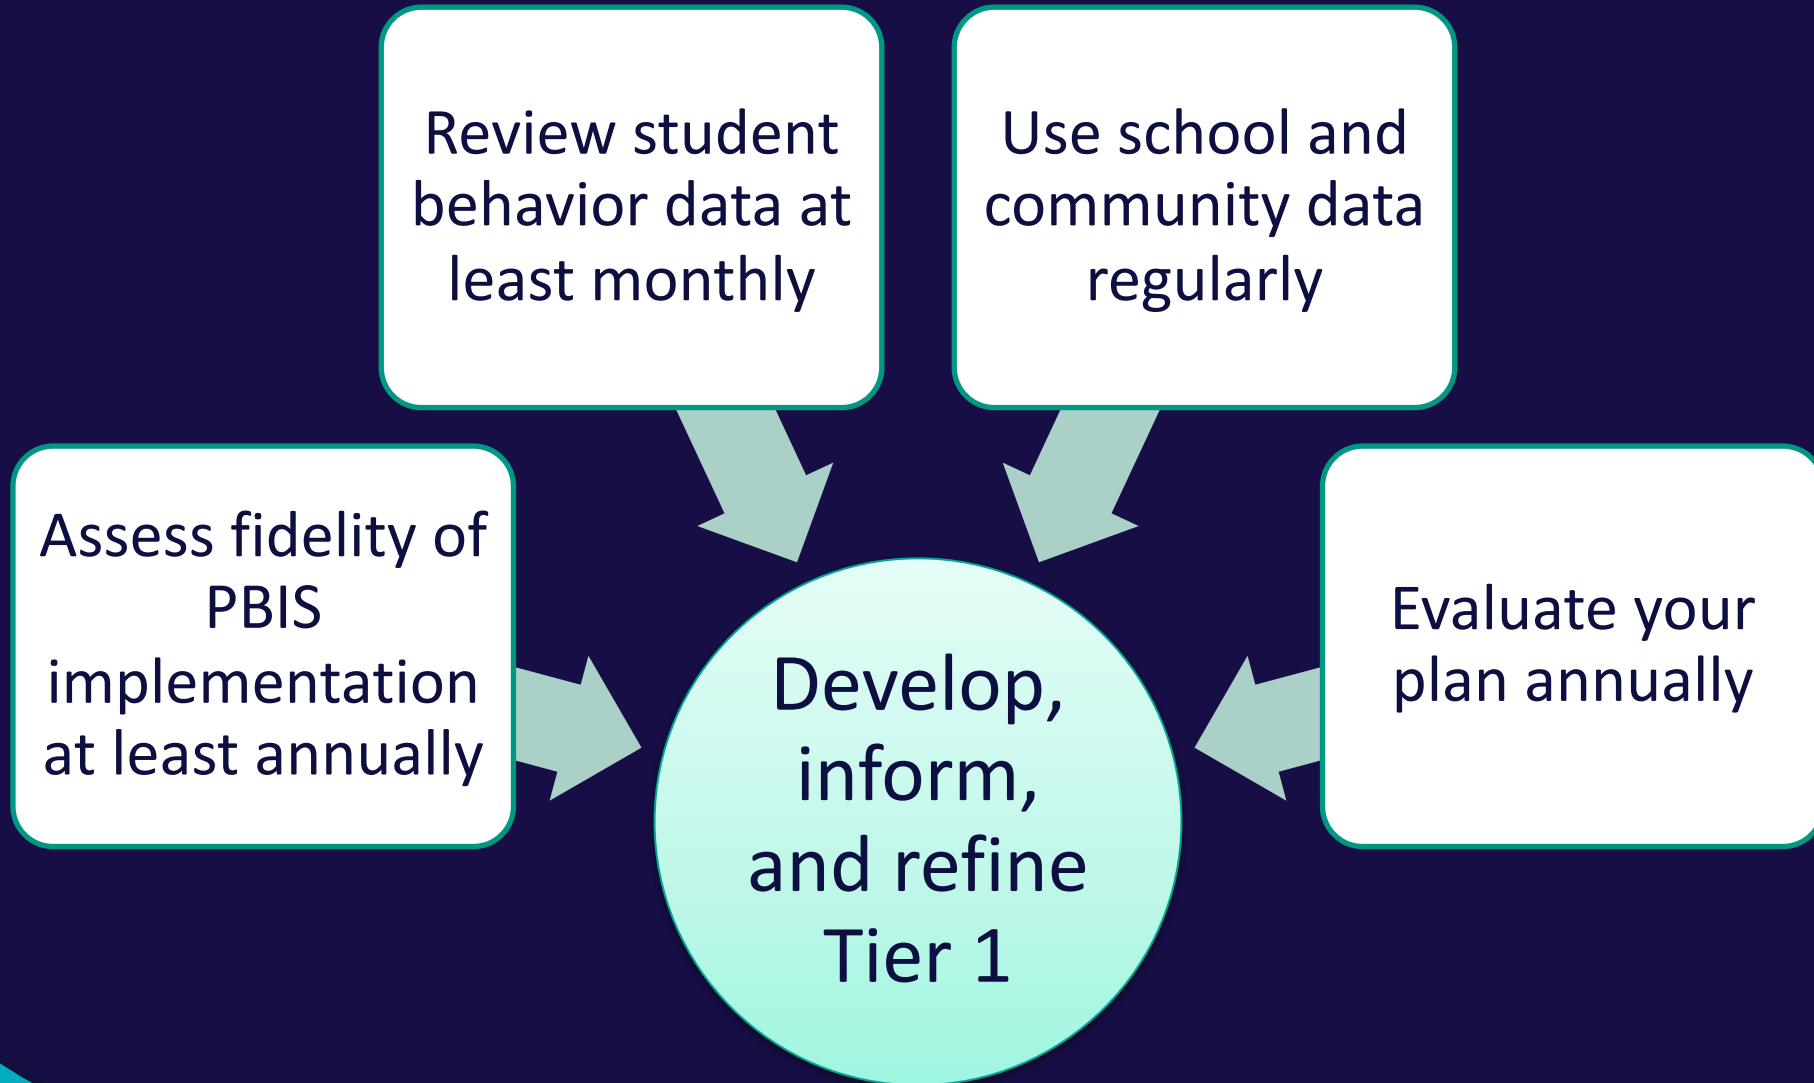 Review student
behavior data at
least monthly
Use school and
community data
regularly
Assess fidelity of
PBIS
implementation
at least annually
Evaluate your
plan annually
Develop,
inform,
and refine
Tier 1